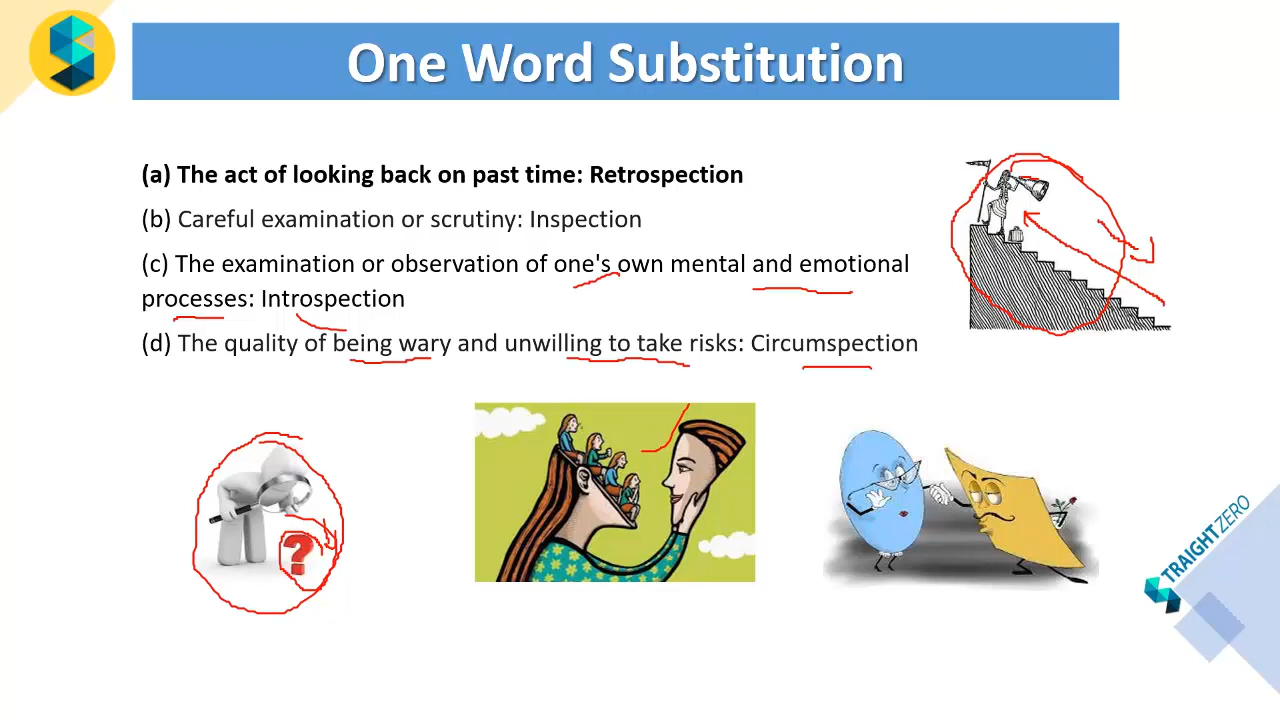 One Word Substitution
(a) The act of looking back on past time: Retrospection
(b) Careful examination or scrutiny: Inspection
(c) The examination or observation of one's own mental and emotional
processes: Introspection
(d) The quality of being wary and unwilling to take risks: Circumspection
?
TRAIGHTZERO